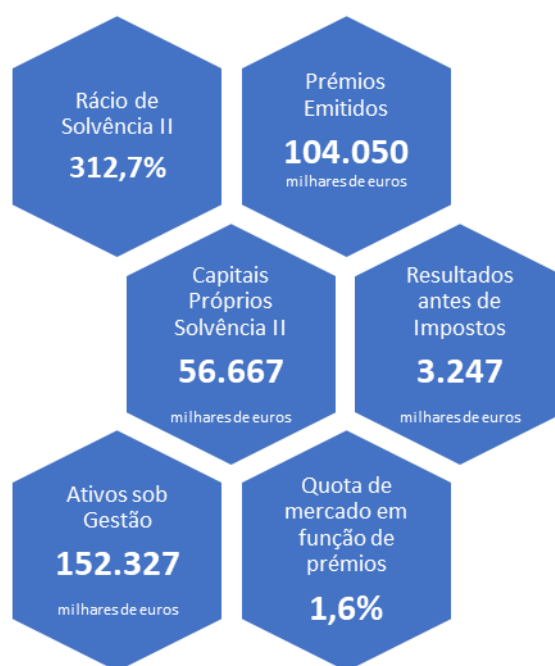 Rácio de
Solvência II
312,7%
Prémios
Emitidos
104.050
milhares de euros
Capitais
Próprios
Solvência II
56.667
milhares de euros
Resultados
antes de
Impostos
3.247
milhares de euros
Ativos sob
Gestão
152.327
milhares de euros
Quota de
mercado em
função de
prémios
1,6%